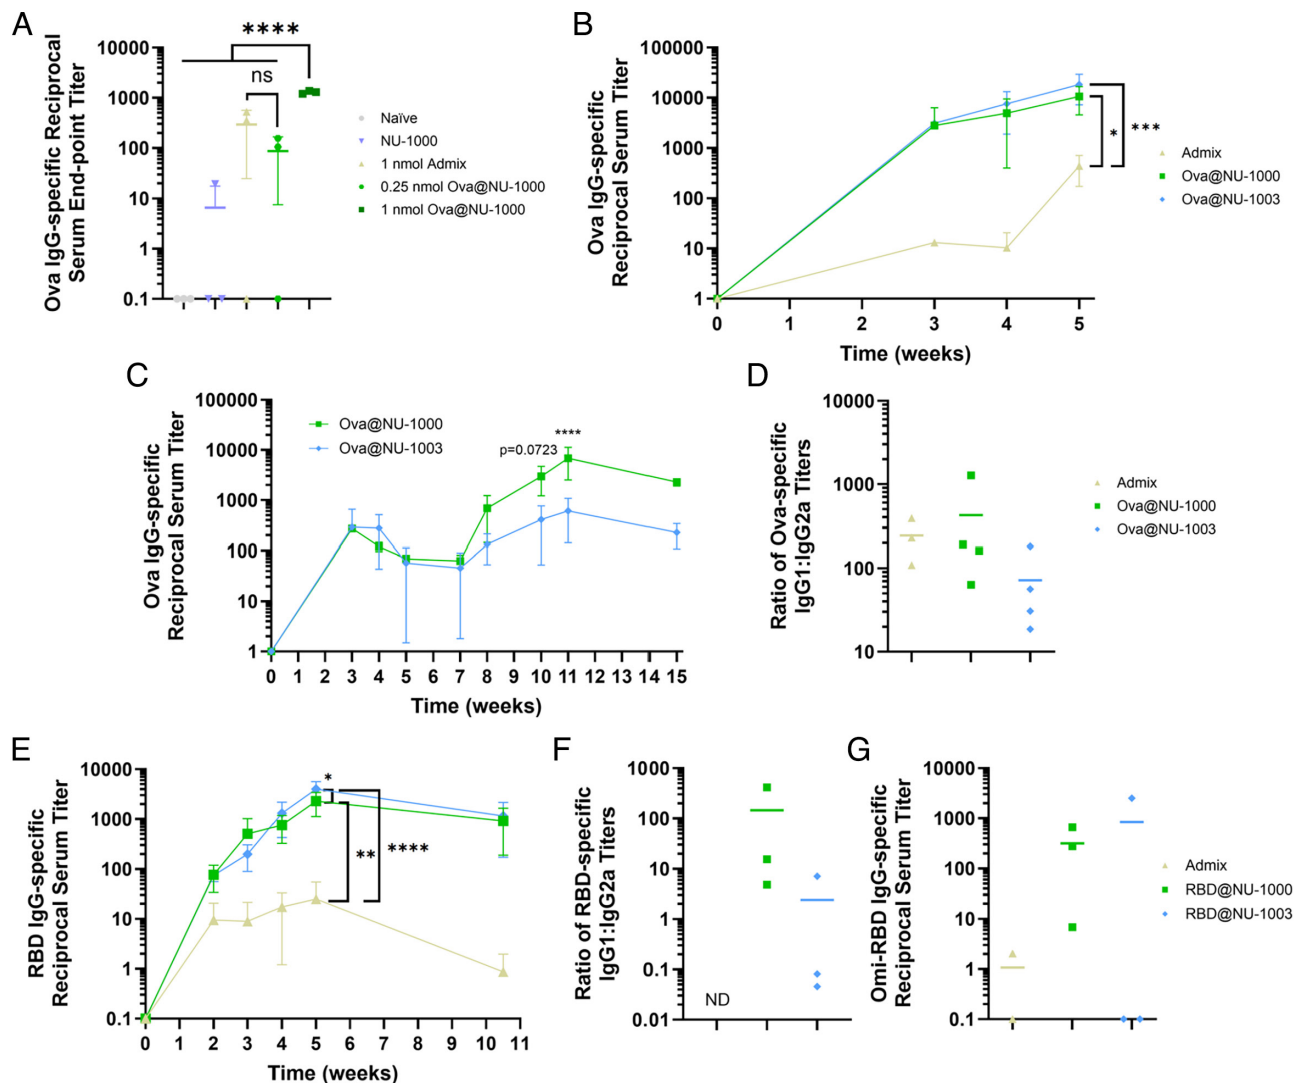 A
Ova IgG-specific Reciprocal
Serum End-point Titer
10000
1000
100
10
1
0.1
****
ns
Naïve
NU-1000
1 nmol Admix
0.25 nmol Ova@NU-1000
1 nmol Ova@NU-1000
B
Ova IgG-specific
Reciprocal Serum Titer
100000
10000
1000
100
10
1
0 1 2 3 4 5
Time (weeks)
* ***
Admix
Ova@NU-1000
Ova@NU-1003
C
Ova IgG-specific
Reciprocal Serum Titer
100000
10000
1000
100
10
1
Ova@NU-1000
Ova@NU-1003
****
p=0.0723
0 1 2 3 4 5 6 7 8 9 10 11 12 13 14 15
Time (weeks)
D
Ratio of Ova-specific
IgG1:IgG2a Titers
10000
1000
100
10
Admix
Ova@NU-1000
Ova@NU-1003
E
RBD IgG-specific
Reciprocal Serum Titer
10000
1000
100
10
1
0.1
*
** ****
0 1 2 3 4 5 6 7 8 9 10 11
Time (weeks)
F
Ratio of RBD-specific
IgG1:IgG2a Titers
1000
100
10
1
0.1
0.01
ND
G
Omi-RBD IgG-specific
Reciprocal Serum Titer
10000
1000
100
10
1
0.1
Admix
RBD@NU-1000
RBD@NU-1003